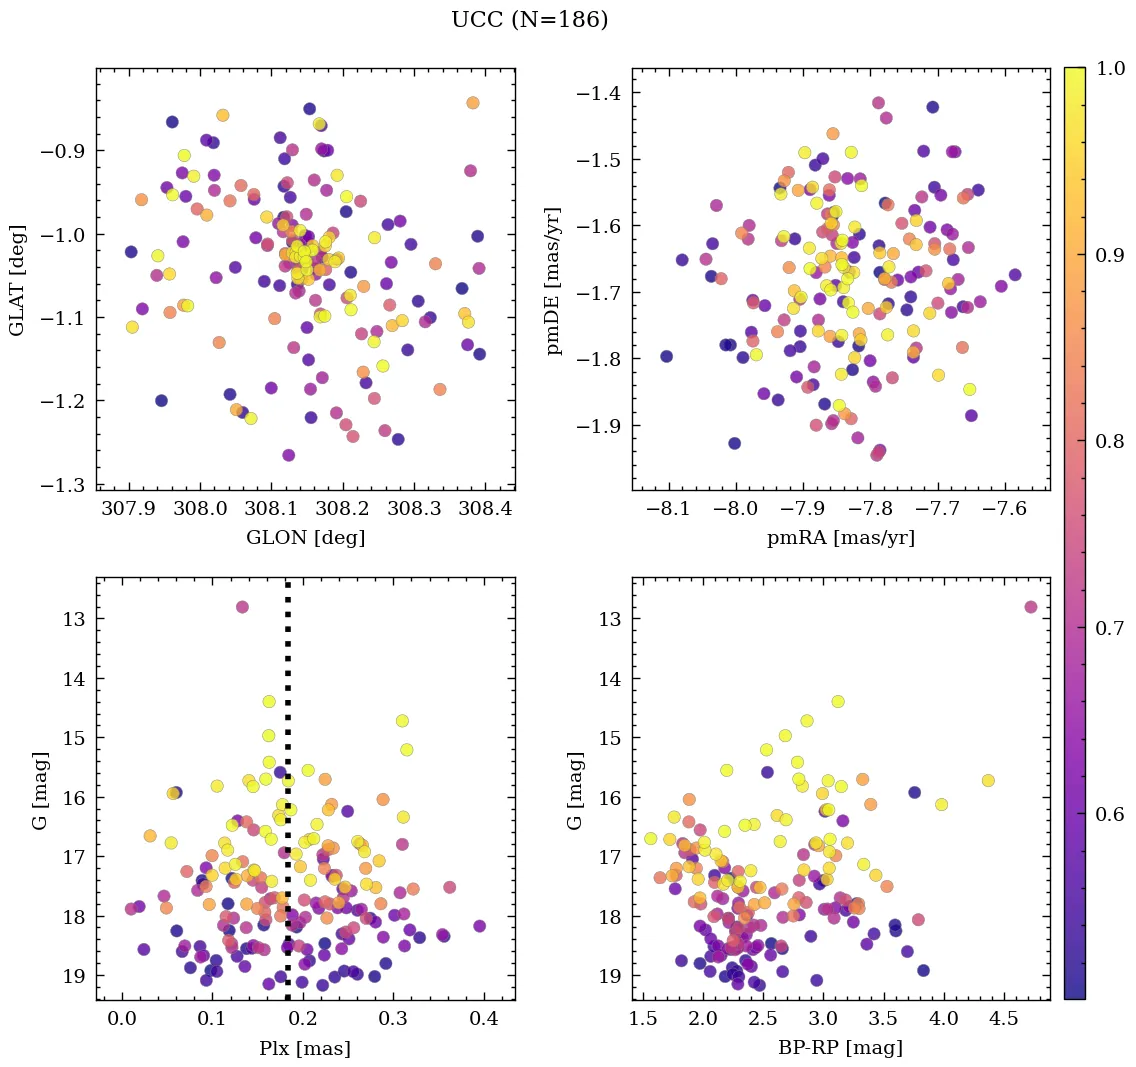 UCC (N=186)
−0.9
−1.0
−1.1
−1.2
−1.3
GLAT [deg]
307.9 308.0 308.1 308.2 308.3 308.4
GLON [deg]
−1.4
−1.5
−1.6
−1.7
−1.8
−1.9
pmDE [mas/yr]
−8.1 −8.0 −7.9 −7.8 −7.7 −7.6
pmRA [mas/yr]
1.0
0.9
0.8
0.7
0.6
13
14
15
16
17
18
19
G [mag]
0.0 0.1 0.2 0.3 0.4
Plx [mas]
13
14
15
16
17
18
19
G [mag]
1.5 2.0 2.5 3.0 3.5 4.0 4.5
BP-RP [mag]